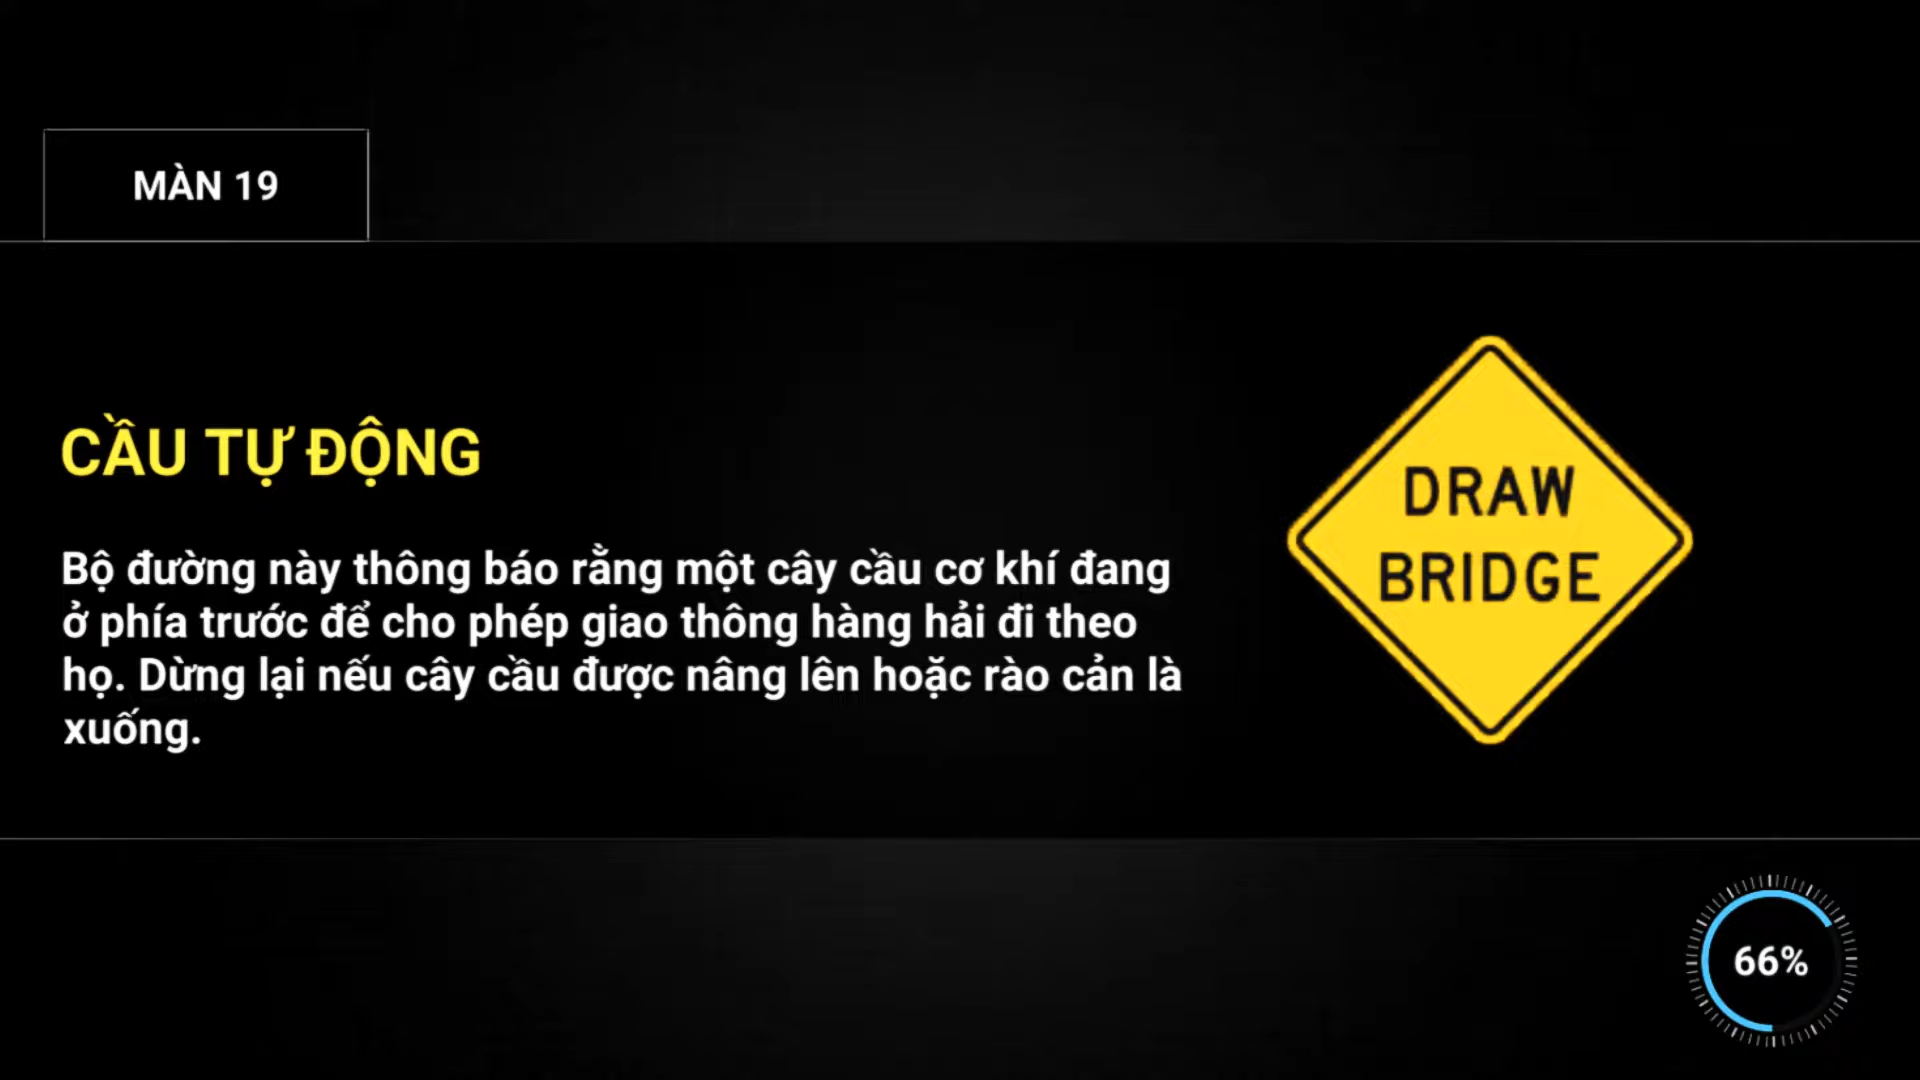 MÀN 19
CẦU TỰ ĐỘNG
DRAW
BRIDGE
Bộ đường này thông báo rằng một cây cầu cơ khí đang
ở phía trước để cho phép giao thông hàng hải đi theo
họ. Dừng lại nếu cây cầu được nâng lên hoặc rào cản là
xuống.
66%